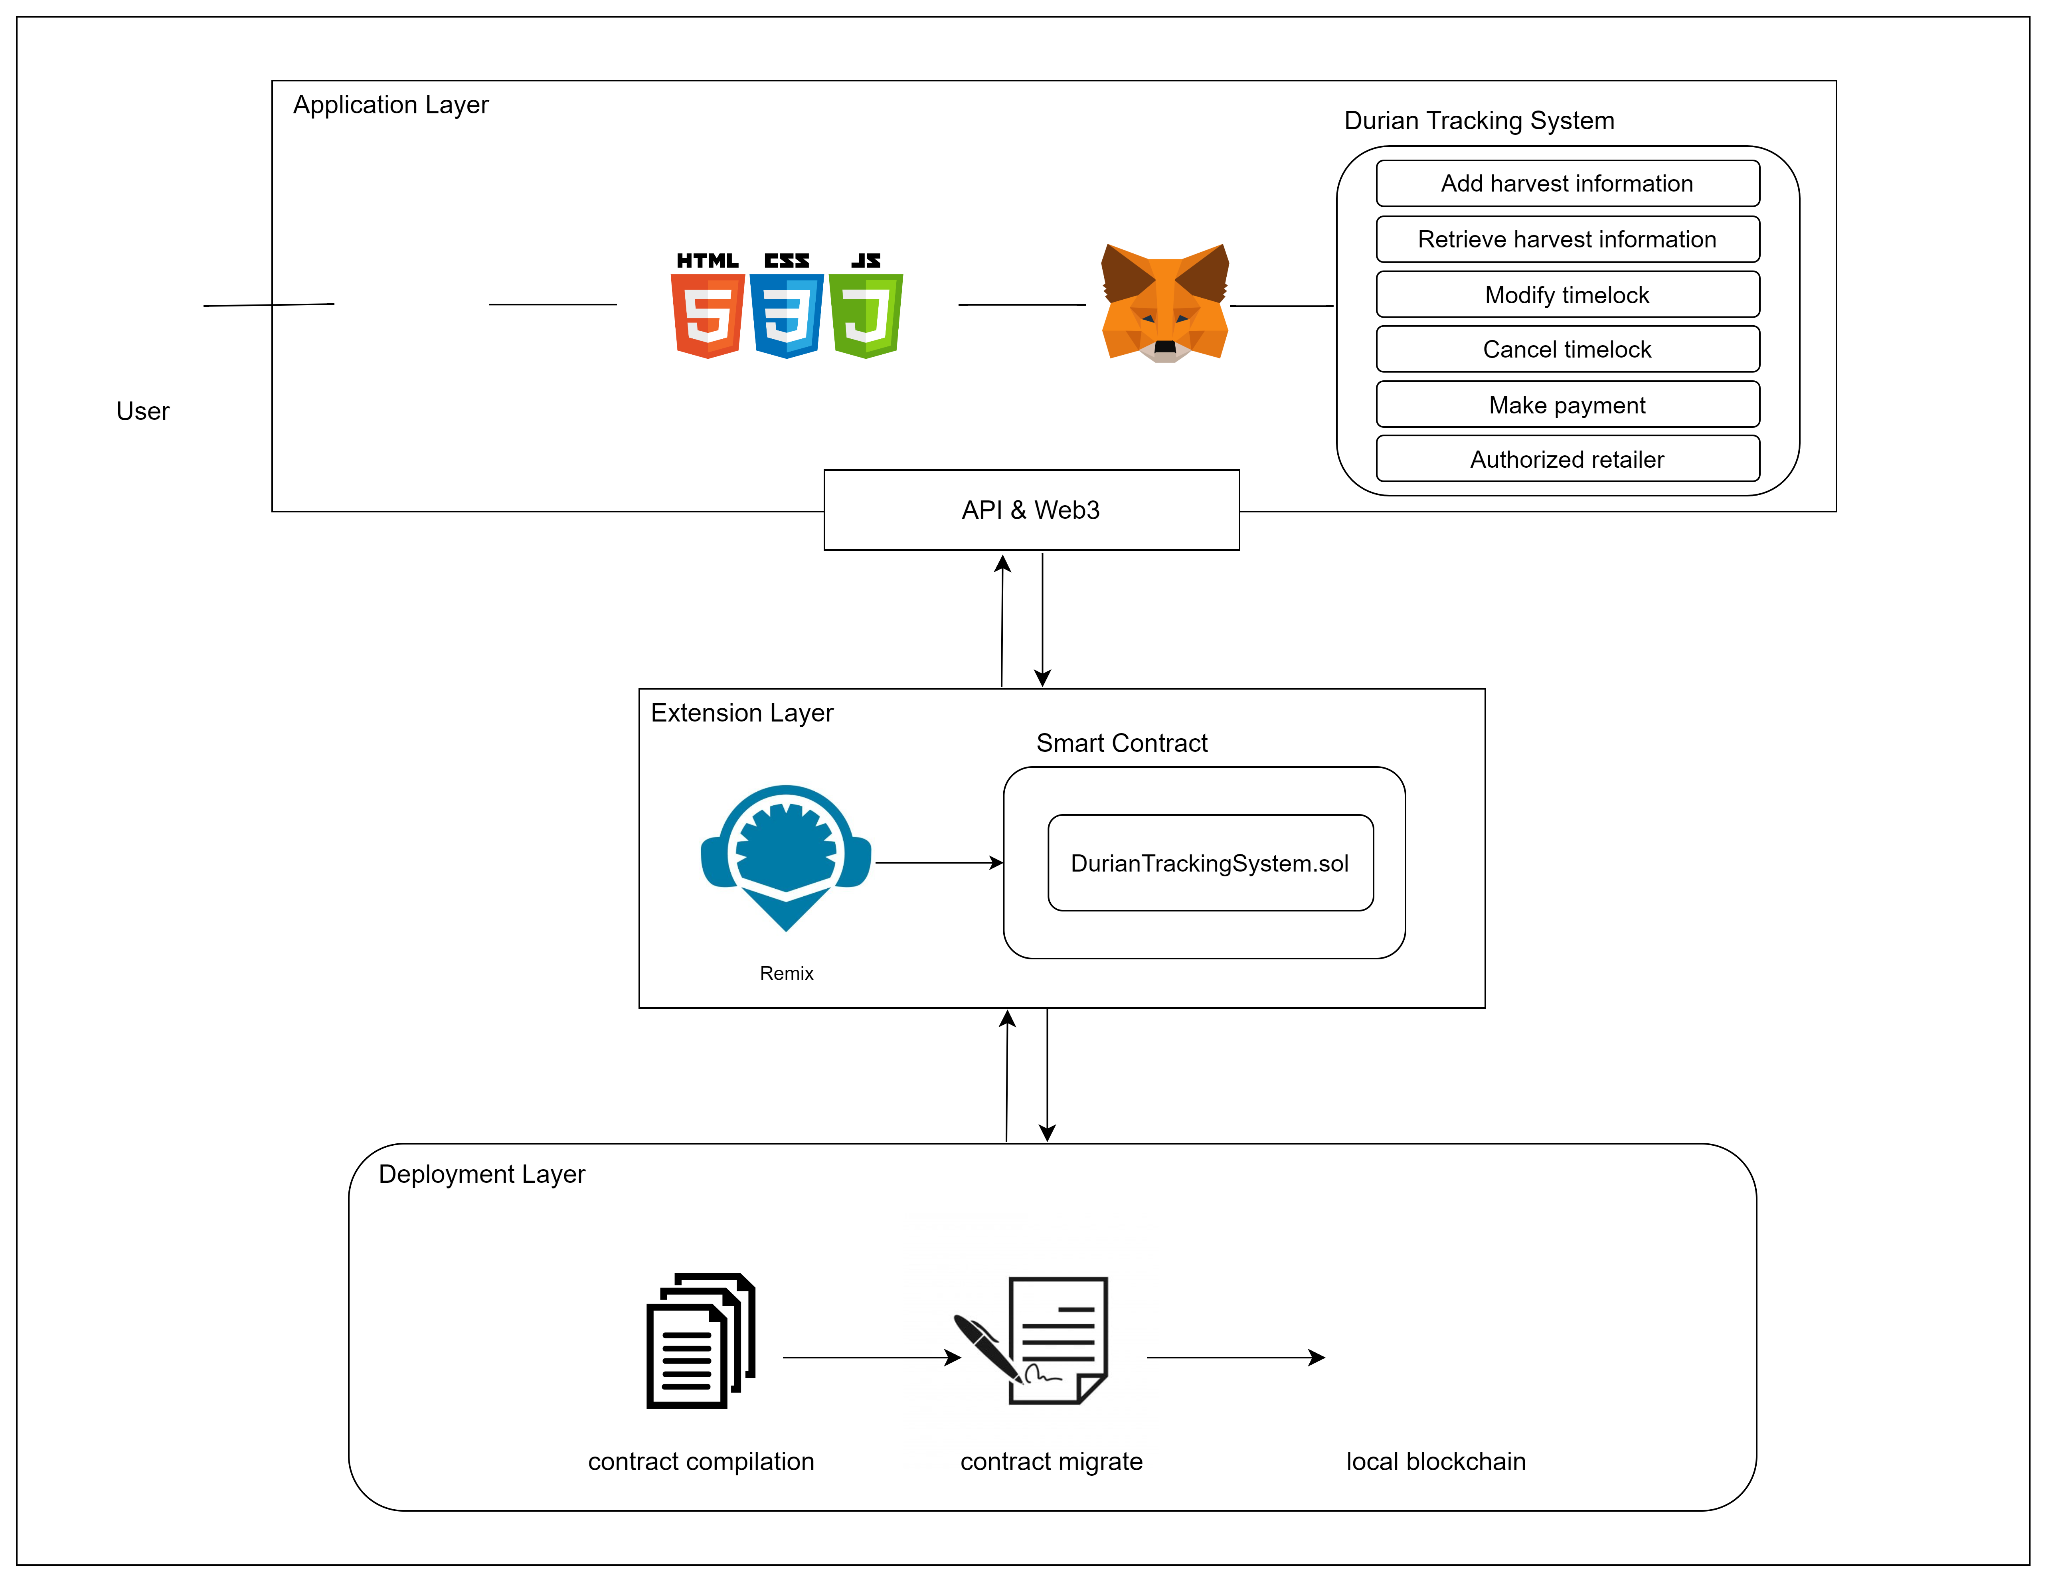 Application Layer
Durian Tracking System
Add harvest information
Retrieve harvest information
Modify timelock
Cancel timelock
Make payment
Authorized retailer
HTML CSS JS
5 3 J
User
API & Web3
Extension Layer
Smart Contract
DurianTrackingSystem.sol
Remix
Deployment Layer
contract compilation
contract migrate
local blockchain